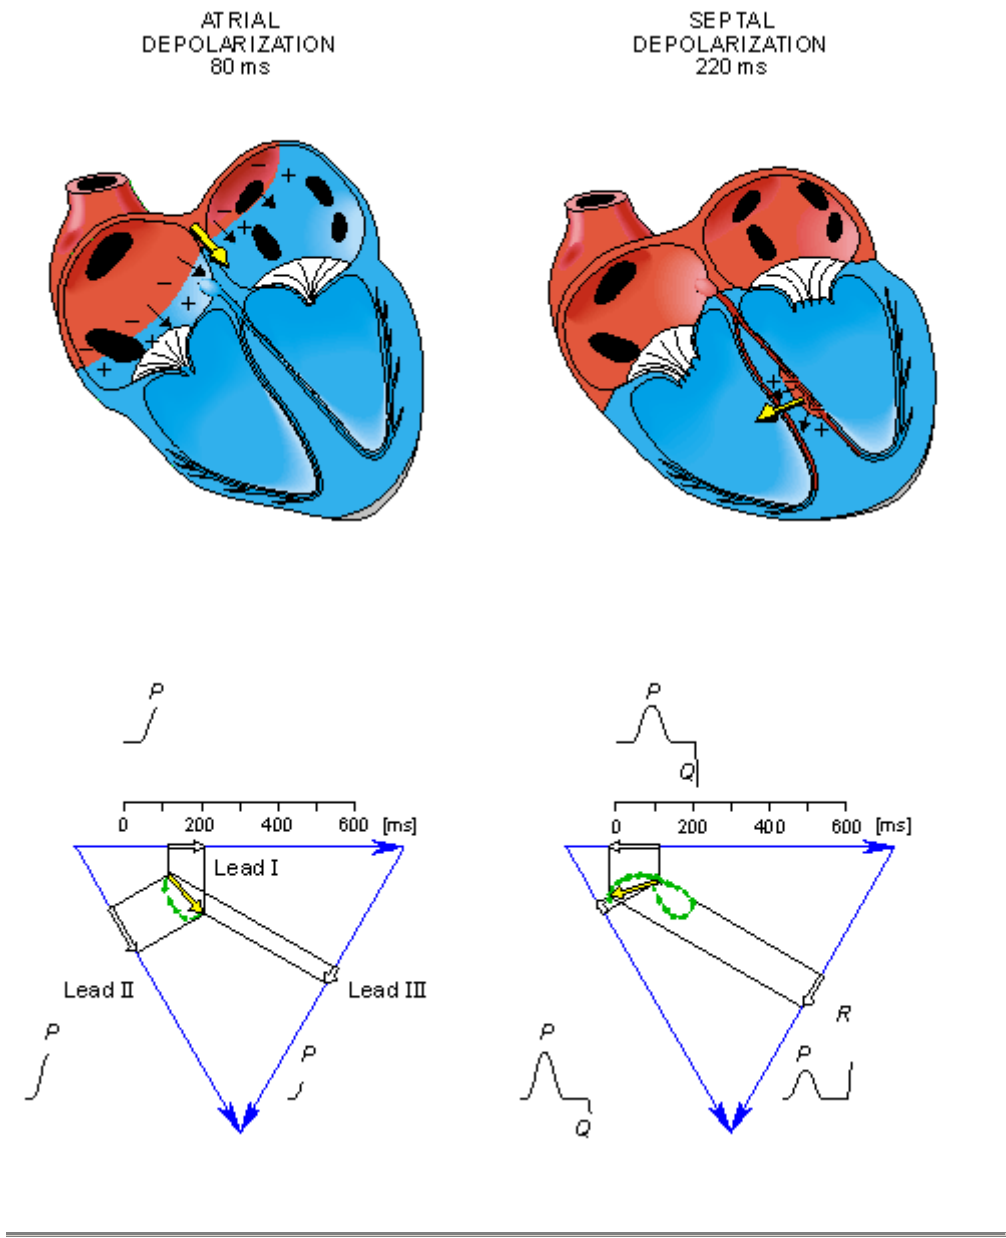 ATRIAL
DEPOLARIZATION
80 ms
SEPTAL
DEPOLARIZATION
220 ms
− +
− +
− +
− +
− +
+ −
+
P
0 200 400 600 [ms]
Lead I
Lead II
Lead III
P
P
P
Q
0 200 400 600 [ms]
R
P
Q
P